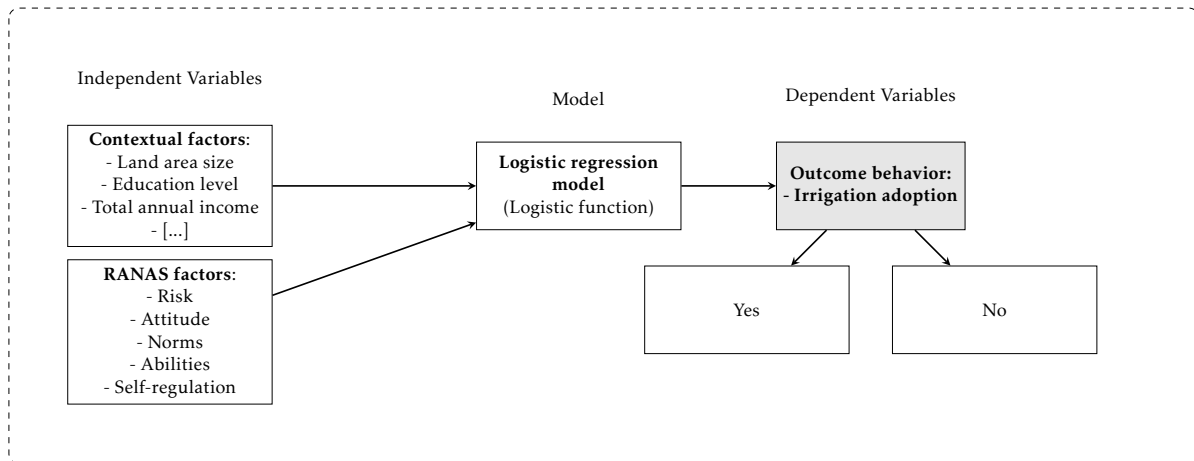 Independent Variables
Contextual factors:
- Land area size
- Education level
- Total annual income
- [...]
RANAS factors:
- Risk
- Attitude
- Norms
- Abilities
- Self-regulation
Model
Logistic regression
model
(Logistic function)
Dependent Variables
Outcome behavior:
- Irrigation adoption
Yes
No